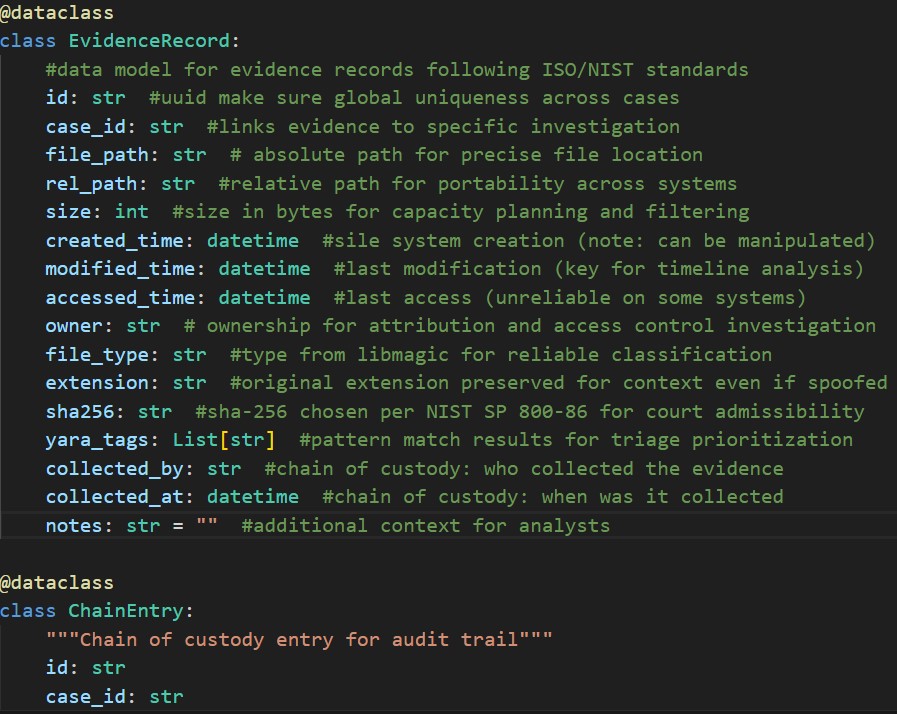 @dataclass
class EvidenceRecord:
    #data model for evidence records following ISO/NIST standards
    id: str  #uuid make sure global uniqueness across cases
    case_id: str  #links evidence to specific investigation
    file_path: str  # absolute path for precise file location
    rel_path: str  #relative path for portability across systems
    size: int  #size in bytes for capacity planning and filtering
    created_time: datetime  #sile system creation (note: can be manipulated)
    modified_time: datetime  #last modification (key for timeline analysis)
    accessed_time: datetime  #last access (unreliable on some systems)
    owner: str  # ownership for attribution and access control investigation
    file_type: str  #type from libmagic for reliable classification
    extension: str  #original extension preserved for context even if spoofed
    sha256: str  #sha-256 chosen per NIST SP 800-86 for court admissibility
    yara_tags: List[str]  #pattern match results for triage prioritization
    collected_by: str  #chain of custody: who collected the evidence
    collected_at: datetime  #chain of custody: when was it collected
    notes: str = ""  #additional context for analysts

@dataclass
class ChainEntry:
    """Chain of custody entry for audit trail"""
    id: str
    case_id: str